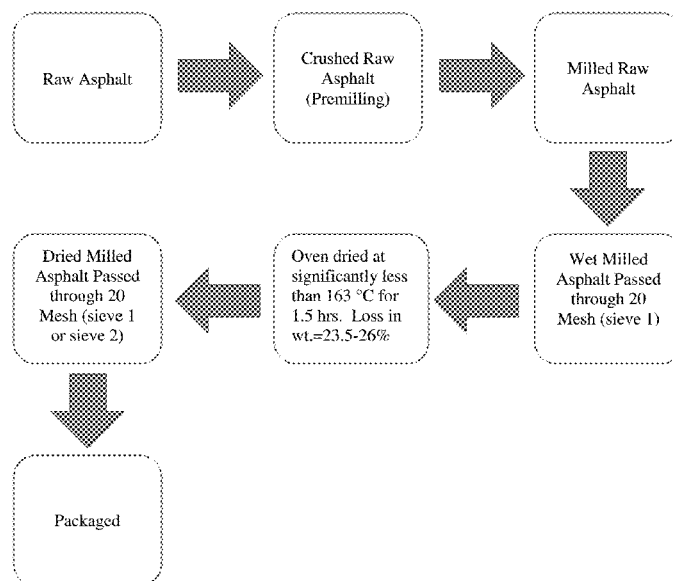 Raw Asphalt
Crushed Raw
Asphalt
(Premilling)
Milled Raw
Asphalt
Wet Milled
Asphalt Passed
through 20
Mesh (sieve 1)
Oven dried at
significantly less
than 163 °C for
1.5 hrs. Loss in
wt.=23.5-26%
Dried Milled
Asphalt Passed
through 20
Mesh (sieve 1
or sieve 2)
Packaged